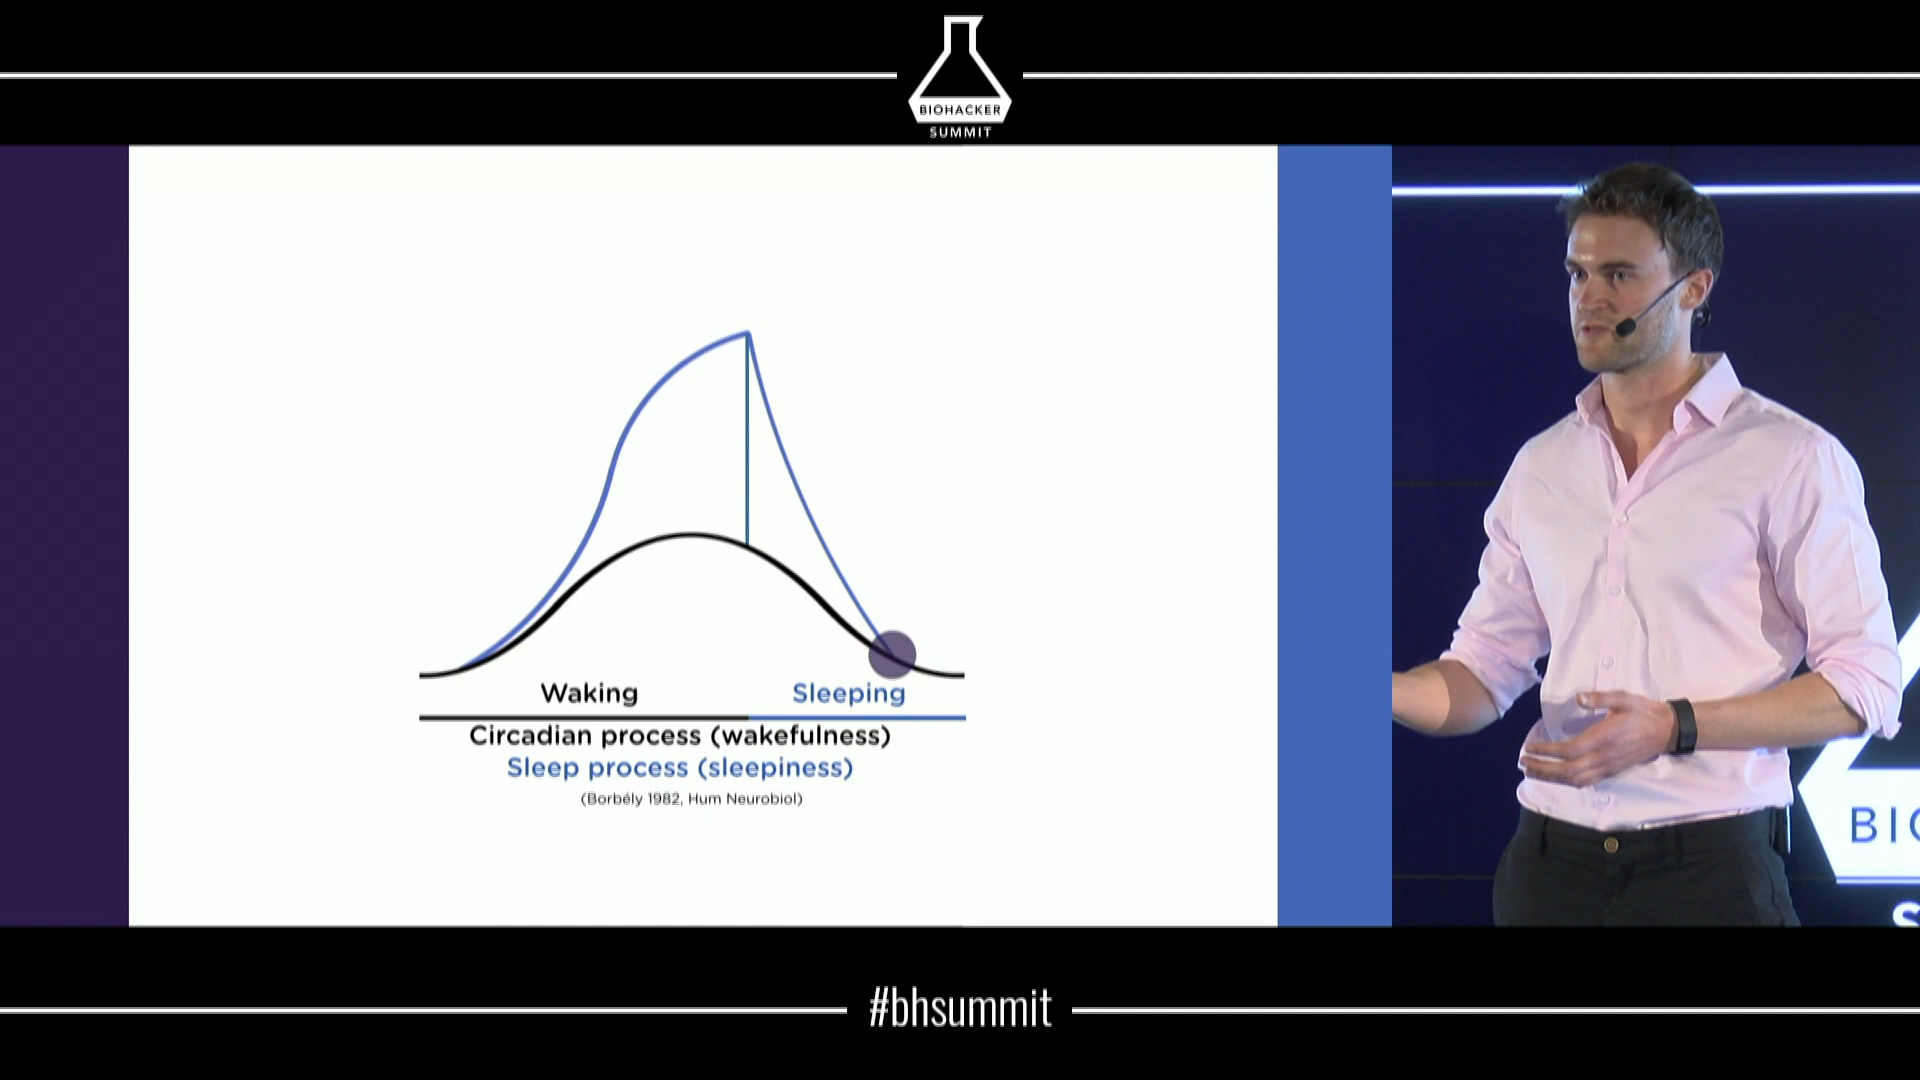 BIOHACKER
SUMMIT
Waking
Sleeping
Circadian process (wakefulness)
Sleep process (sleepiness)
(Borbély 1982, Hum Neurobiol)
#bhsummit